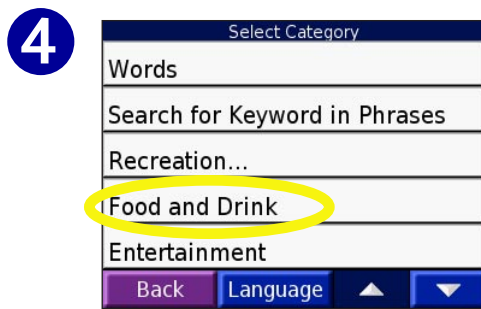 4
Select Category
Words
Search for Keyword in Phrases
Recreation...
Food and Drink
Entertainment
Back Language